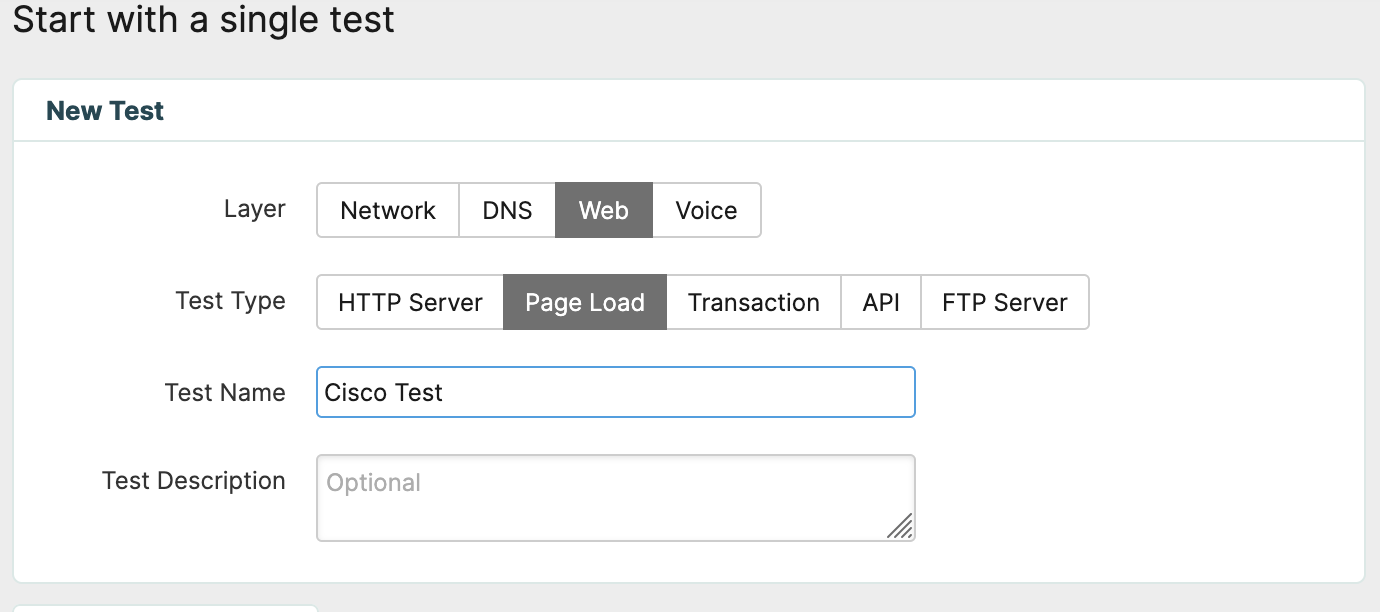 Start with a single test
New Test
Layer Network DNS Web Voice
Test Type HTTP Server Page Load Transaction API FTP Server
Test Name Cisco Test
Test Description Optional